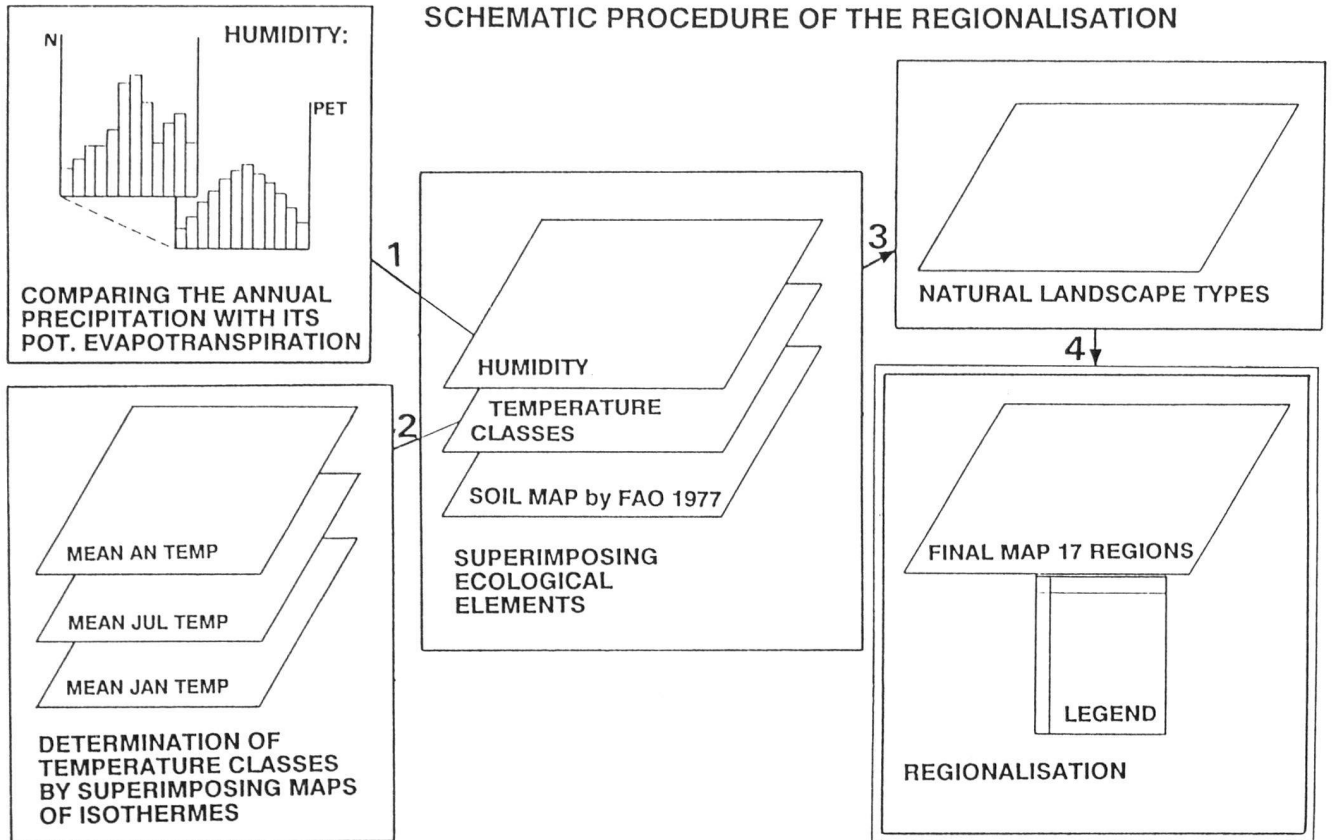 SCHEMATIC PROCEDURE OF THE REGIONALISATION
N
HUMIDITY:
PET
COMPARING THE ANNUAL
PRECIPITATION WITH ITS
POT. EVAPOTRANSPIRATION
1
2
MEAN AN TEMP
MEAN JUL TEMP
MEAN JAN TEMP
DETERMINATION OF
TEMPERATURE CLASSES
BY SUPERIMPOSING MAPS
OF ISOTHERMES
HUMIDITY
TEMPERATURE
CLASSES
SOIL MAP by FAO 1977
SUPERIMPOSING
ECOLOGICAL
ELEMENTS
3
NATURAL LANDSCAPE TYPES
4
FINAL MAP 17 REGIONS
LEGEND
REGIONALISATION